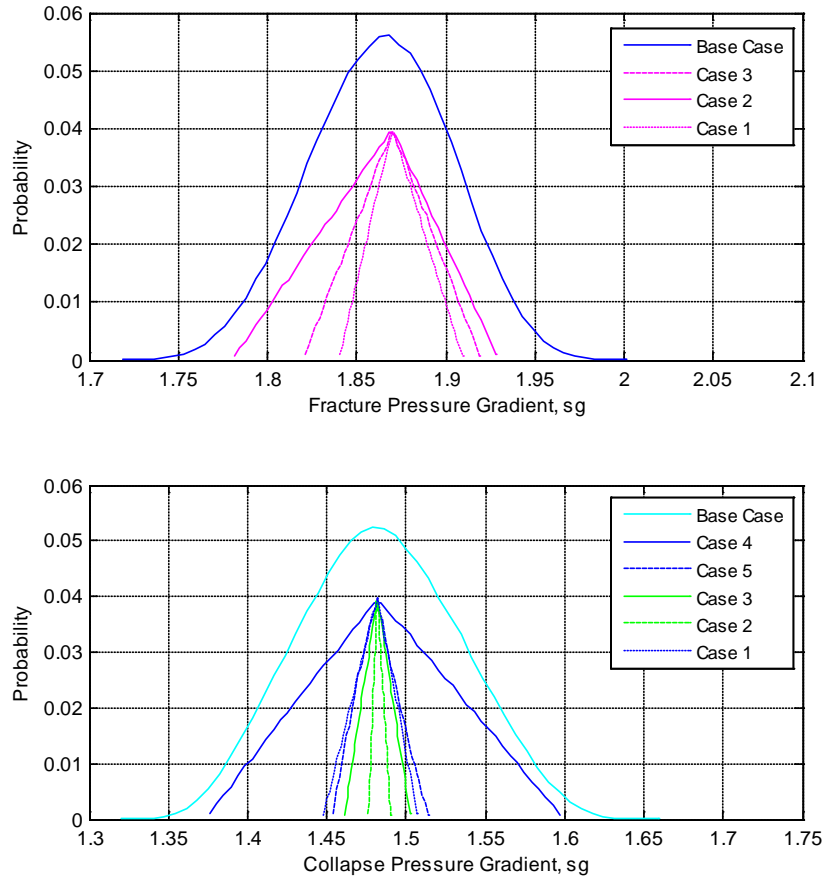 0.06
0.05
0.04
0.03
0.02
0.01
0
Probability
Base Case
Case 3
Case 2
Case 1
1.7 1.75 1.8 1.85 1.9 1.95 2 2.05 2.1
Fracture Pressure Gradient, sg
0.06
0.05
0.04
0.03
0.02
0.01
0
Probability
Base Case
Case 4
Case 5
Case 3
Case 2
Case 1
1.3 1.35 1.4 1.45 1.5 1.55 1.6 1.65 1.7 1.75
Collapse Pressure Gradient, sg